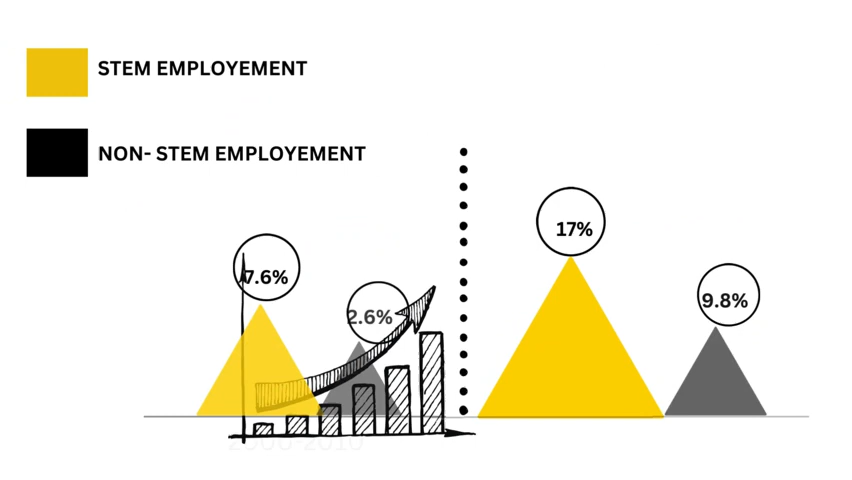 STEM EMPLOYEMENT
NON- STEM EMPLOYEMENT
17%
7.6%
9.8%
2.6%